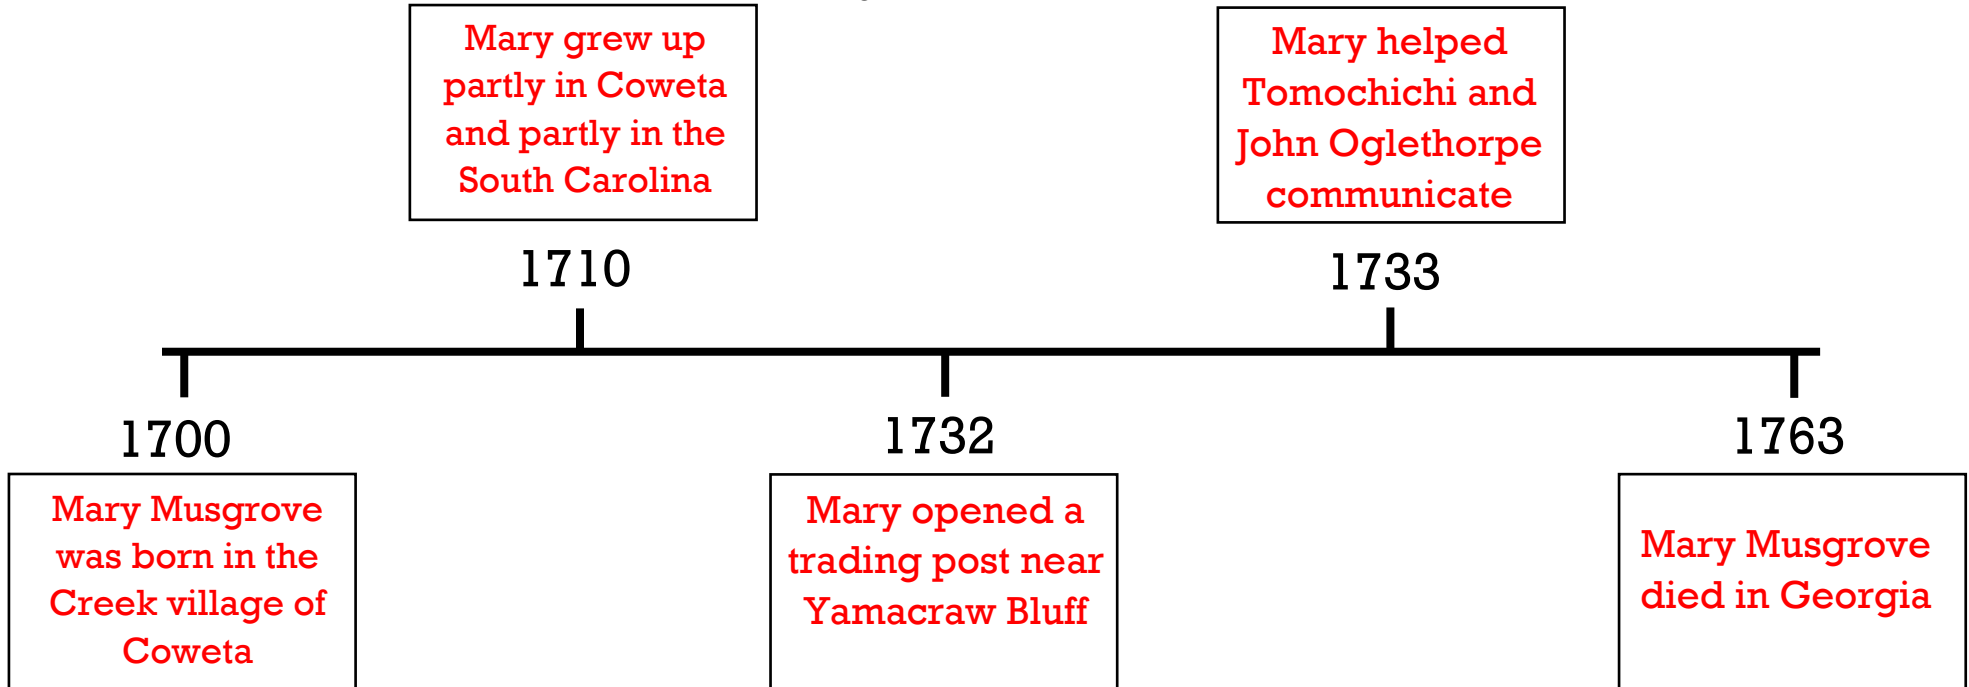 Mary grew up
partly in Coweta
and partly in the
South Carolina
1710
Mary helped
Tomochichi and
John Oglethorpe
communicate
1733
1700
Mary Musgrove
was born in the
Creek village of
Coweta
1732
Mary opened a
trading post near
Yamacraw Bluff
1763
Mary Musgrove
died in Georgia